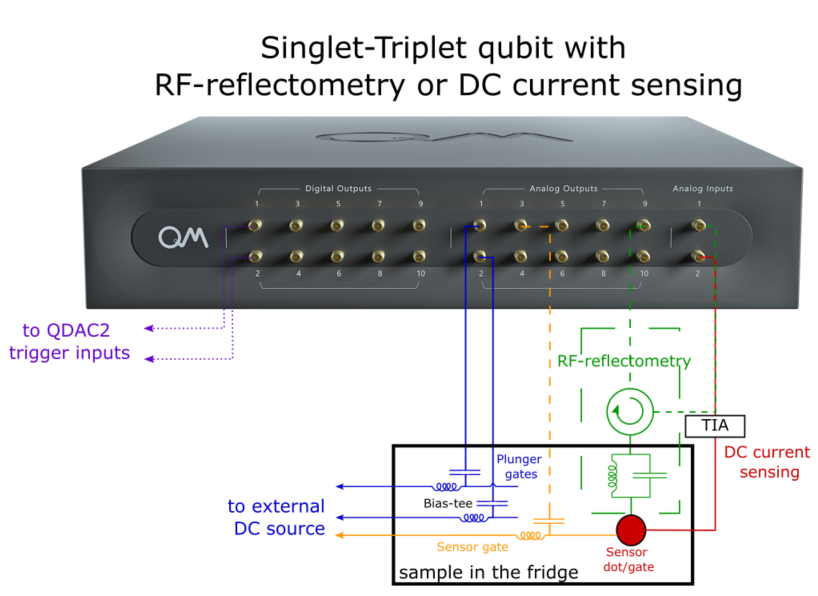 Singlet-Triplet qubit with
RF-reflectometry or DC current sensing
Digital Outputs
Analog Outputs
Analog Inputs
1 3 5 7 9
1 3 5 7 9
1
QM
2 4 6 8 10
2 4 6 8 10
2
to QDAC2
trigger inputs
RF-reflectometry
TIA
DC current
sensing
Plunger
gates
Bias-tee
to external
DC source
Sensor gate
Sensor
dot/gate
sample in the fridge